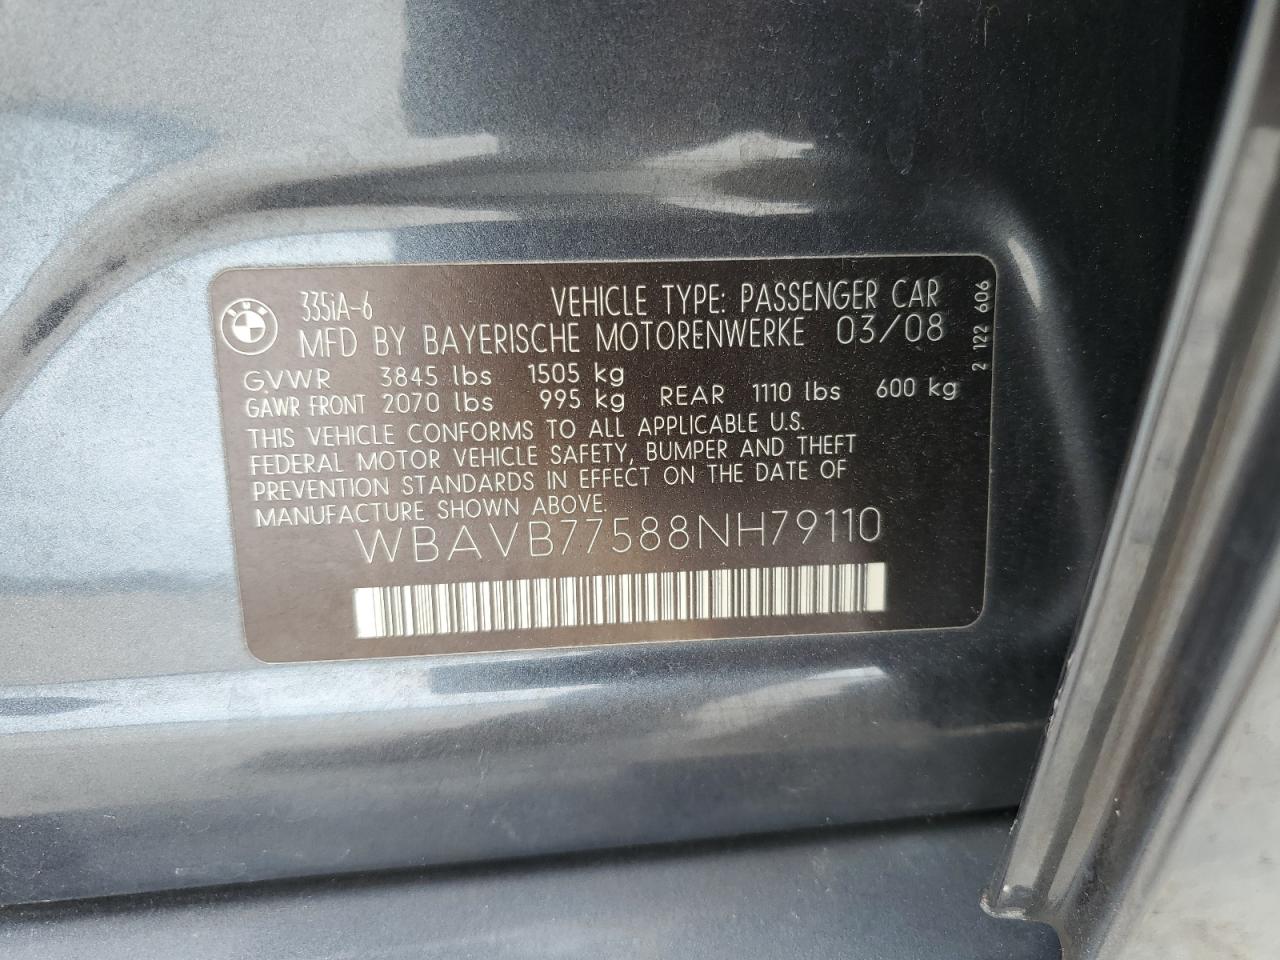 335iA-6 VEHICLE TYPE: PASSENGER CAR
MFD BY BAYERISCHE MOTORENWERKE 03/08
GVWR 3845 lbs 1505 kg
GAWR FRONT 2070 lbs 995 kg REAR 1110 lbs 600 kg
THIS VEHICLE CONFORMS TO ALL APPLICABLE U.S.
FEDERAL MOTOR VEHICLE SAFETY, BUMPER AND THEFT
PREVENTION STANDARDS IN EFFECT ON THE DATE OF
MANUFACTURE SHOWN ABOVE.
WBAVB77588NH79110
2 122 606
BMW